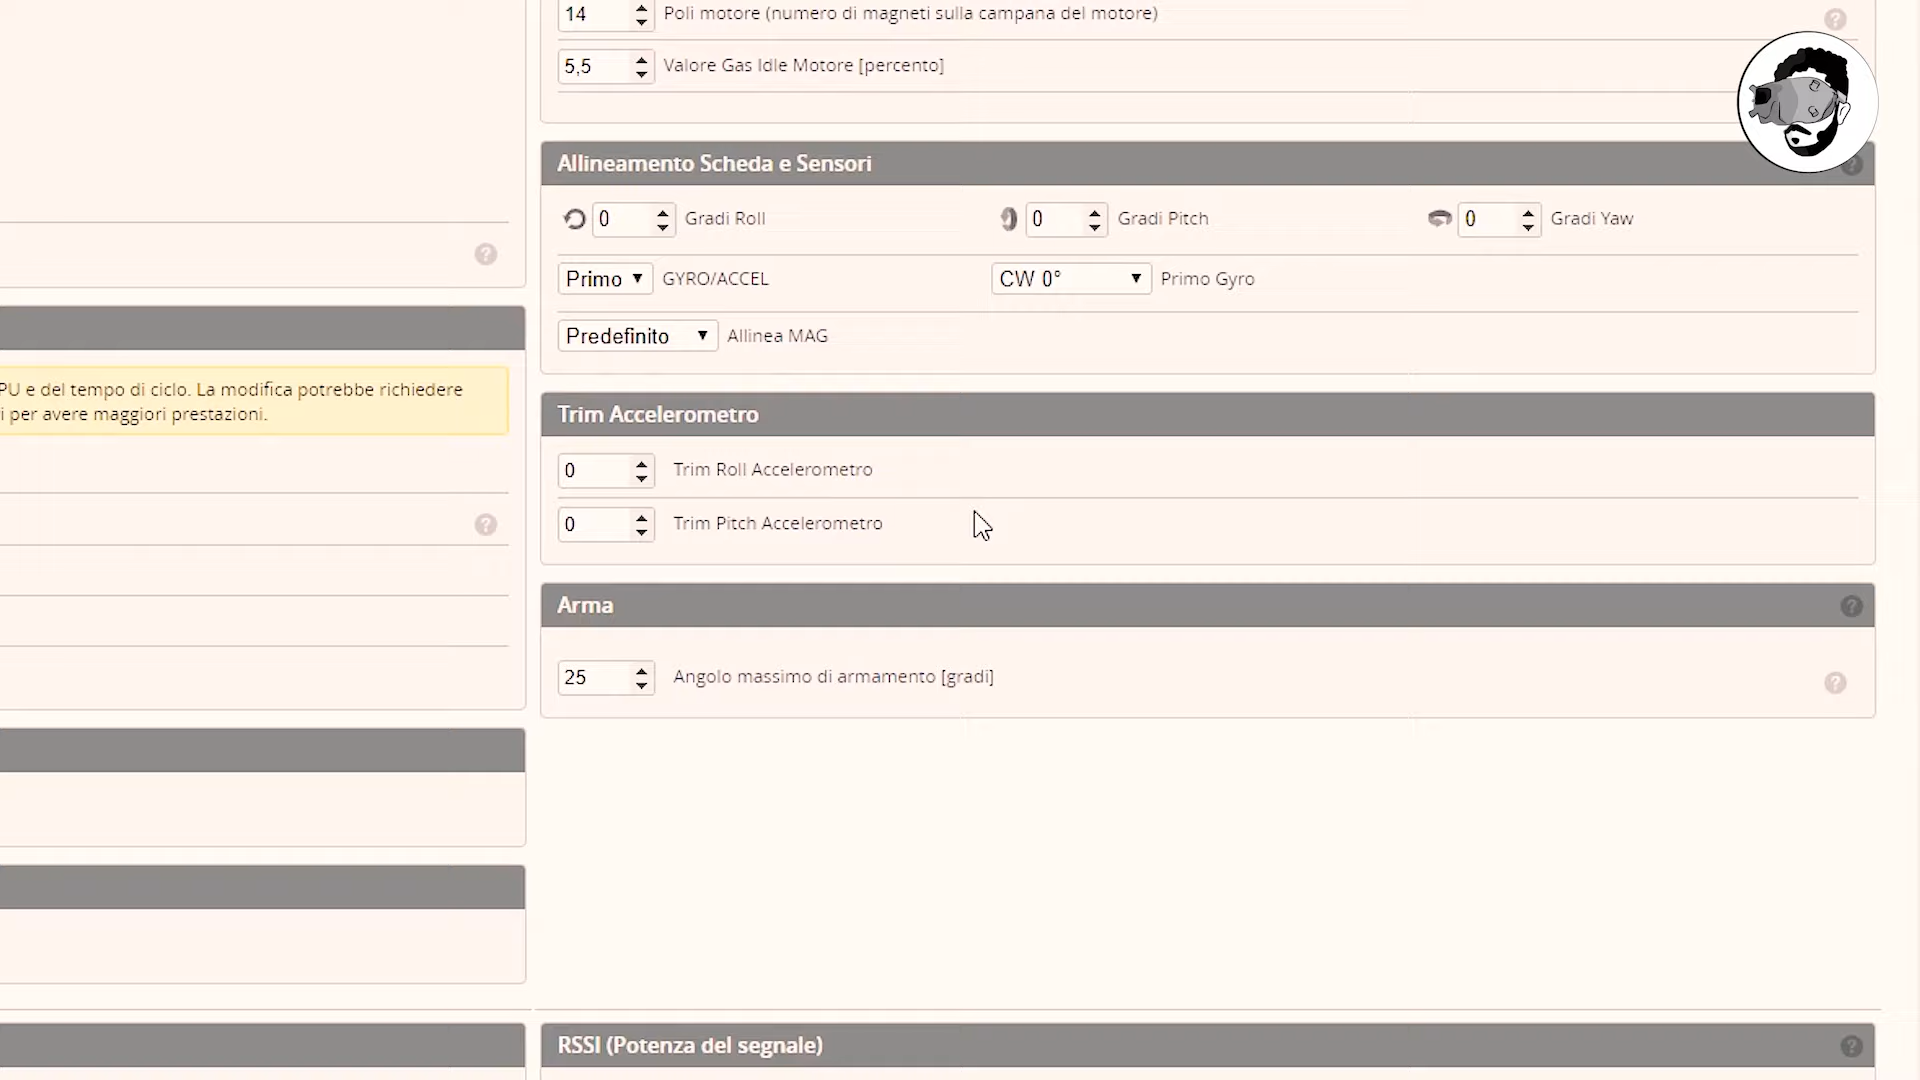 14 Poli motore (numero di magneti sulla campana del motore)
5,5 Valore Gas Idle Motore [percento]
Allineamento Scheda e Sensori
0 Gradi Roll 0 Gradi Pitch 0 Gradi Yaw
Primo GYRO/ACCEL CW 0° Primo Gyro
Predefinito Allinea MAG
PU e del tempo di ciclo. La modifica potrebbe richiedere
i per avere maggiori prestazioni.
Trim Accelerometro
0 Trim Roll Accelerometro
0 Trim Pitch Accelerometro
Arma
25 Angolo massimo di armamento [gradi]
RSSI (Potenza del segnale)